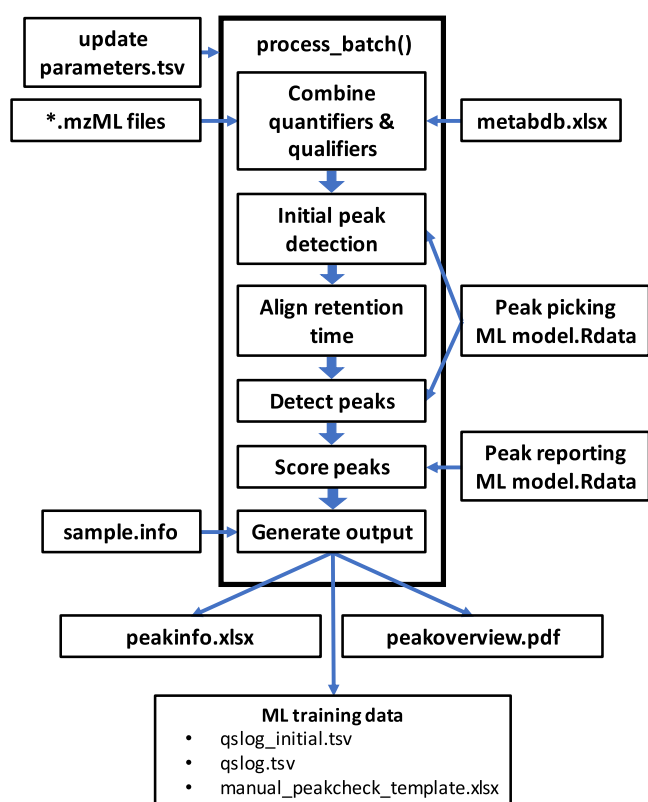 update
parameters.tsv
process_batch()
*.mzML files
Combine
quantifiers &
qualifiers
metabdb.xlsx
Initial peak
detection
Align retention
time
Peak picking
ML model.Rdata
Detect peaks
Score peaks
Peak reporting
ML model.Rdata
sample.info
Generate output
peakinfo.xlsx
peakoverview.pdf
ML training data
• qslog_initial.tsv
• qslog.tsv
• manual_peakcheck_template.xlsx